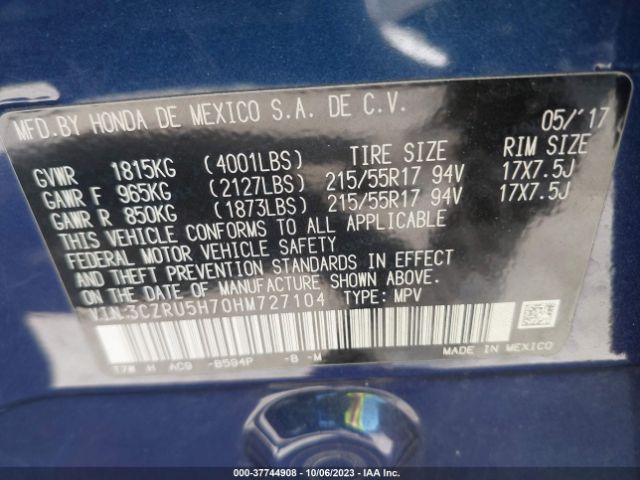 MFD.BY HONDA DE MEXICO S.A. DE C.V. 05/'17
GVWR 1815KG (4001LBS) TIRE SIZE RIM SIZE
GAWR F 965KG (2127LBS) 215/55R17 94V 17X7.5J
GAWR R 850KG (1873LBS) 215/55R17 94V 17X7.5J
THIS VEHICLE CONFORMS TO ALL APPLICABLE
FEDERAL MOTOR VEHICLE SAFETY
AND THEFT PREVENTION STANDARDS IN EFFECT
ON THE DATE OF MANUFACTURE SHOWN ABOVE.
V.I.N:3CZRU5H70HM727104 TYPE: MPV
T7W H AC9 -B594P -B -M MADE IN MEXICO
000-37744908 - 10/06/2023 - IAA Inc.